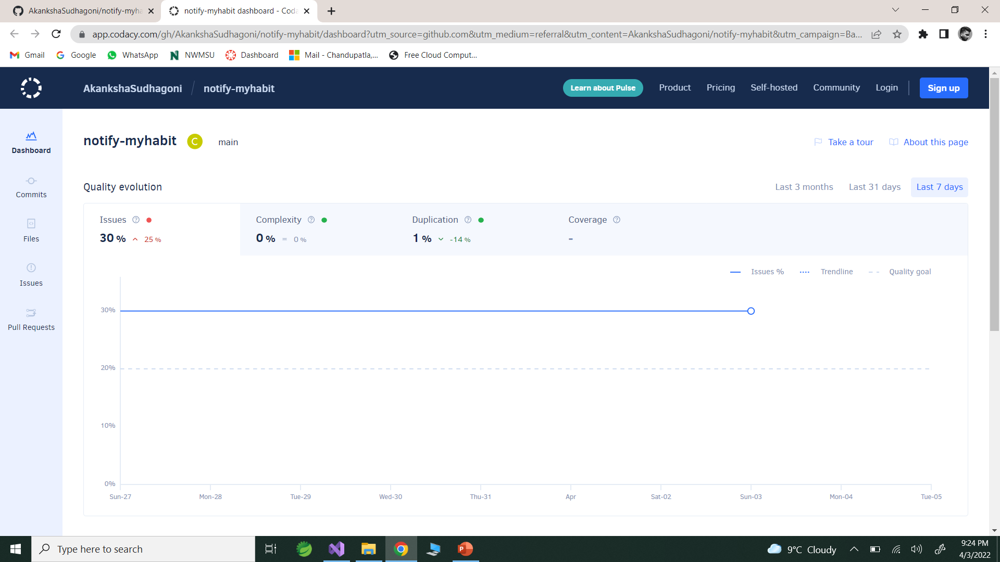 AkankshaSudhagoni/notify-myha
notify-myhabit dashboard - Coda
app.codacy.com/gh/AkankshaSudhagoni/notify-myhabit/dashboard?utm_source=github.com&utm_medium=referral&utm_content=AkankshaSudhagoni/notify-myhabit&utm_campaign=Ba...
Gmail Google WhatsApp NWMSU Dashboard Mail - Chandupatla,... Free Cloud Comput...
AkankshaSudhagoni / notify-myhabit
Learn about Pulse Product Pricing Self-hosted Community Login Sign up
Dashboard
Commits
Files
Issues
Pull Requests
notify-myhabit C main
Take a tour About this page
Quality evolution
Last 3 months Last 31 days Last 7 days
Issues Complexity Duplication Coverage
30 % 25 % 0 % = 0 % 1 % -14 % -
Issues % Trendline Quality goal
30%
20%
10%
0%
Sun-27 Mon-28 Tue-29 Wed-30 Thu-31 Apr Sat-02 Sun-03 Mon-04 Tue-05
Type here to search
9°C Cloudy
9:24 PM
4/3/2022